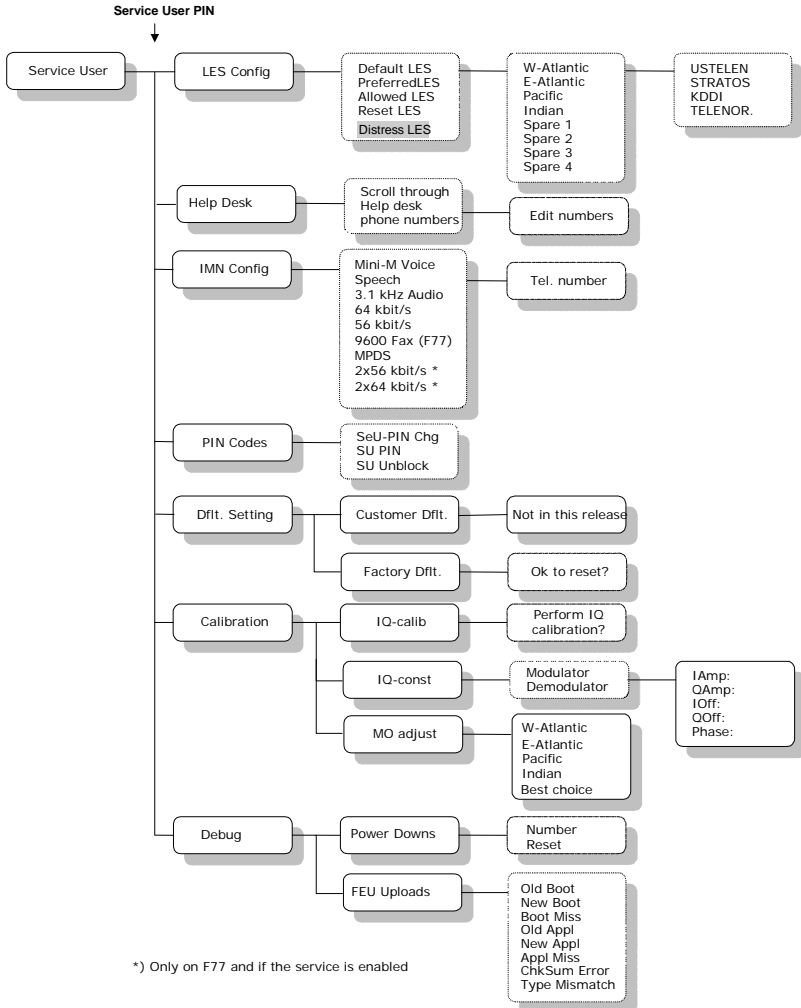 Service User PIN
Service User
LES Config
Default LES
PreferredLES
Allowed LES
Reset LES
Distress LES
W-Atlantic
E-Atlantic
Pacific
Indian
Spare 1
Spare 2
Spare 3
Spare 4
USTELEN
STRATOS
KDDI
TELENOR.
Help Desk
Scroll through
Help desk
phone numbers
Edit numbers
IMN Config
Mini-M Voice
Speech
3.1 kHz Audio
64 kbit/s
56 kbit/s
9600 Fax (F77)
MPDS
2x56 kbit/s *
2x64 kbit/s *
Tel. number
PIN Codes
SeU-PIN Chg
SU PIN
SU Unblock
Dflt. Setting
Customer Dflt.
Not in this release
Factory Dflt.
Ok to reset?
Calibration
IQ-calib
Perform IQ
calibration?
IQ-const
Modulator
Demodulator
IAmp:
QAmp:
IOff:
QOff:
Phase:
MO adjust
W-Atlantic
E-Atlantic
Pacific
Indian
Best choice
Debug
Power Downs
Number
Reset
FEU Uploads
Old Boot
New Boot
Boot Miss
Old Appl
New Appl
Appl Miss
ChkSum Error
Type Mismatch
*) Only on F77 and if the service is enabled